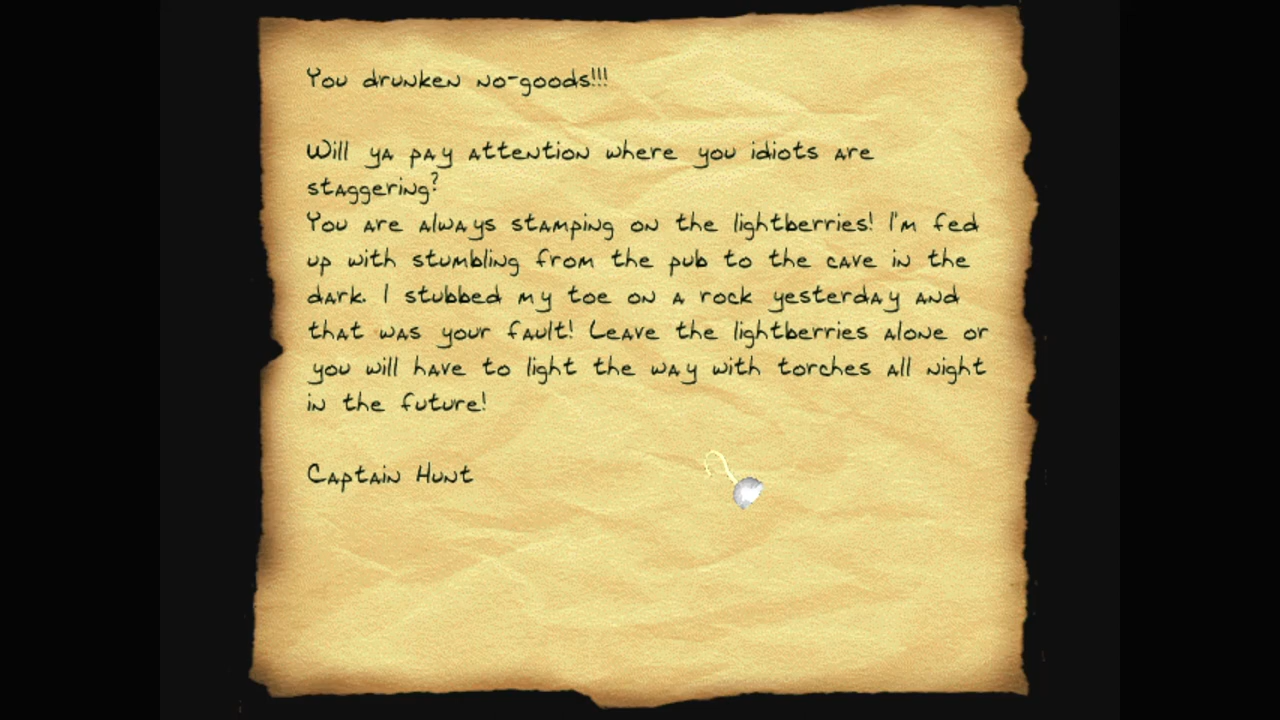 You drunken no-goods!!!
Will ya pay attention where you idiots are
staggering?
You are always stamping on the lightberries! I'm fed
up with stumbling from the pub to the cave in the
dark. I stubbed my toe on a rock yesterday and
that was your fault! Leave the lightberries alone or
you will have to light the way with torches all night
in the future!
Captain Hunt